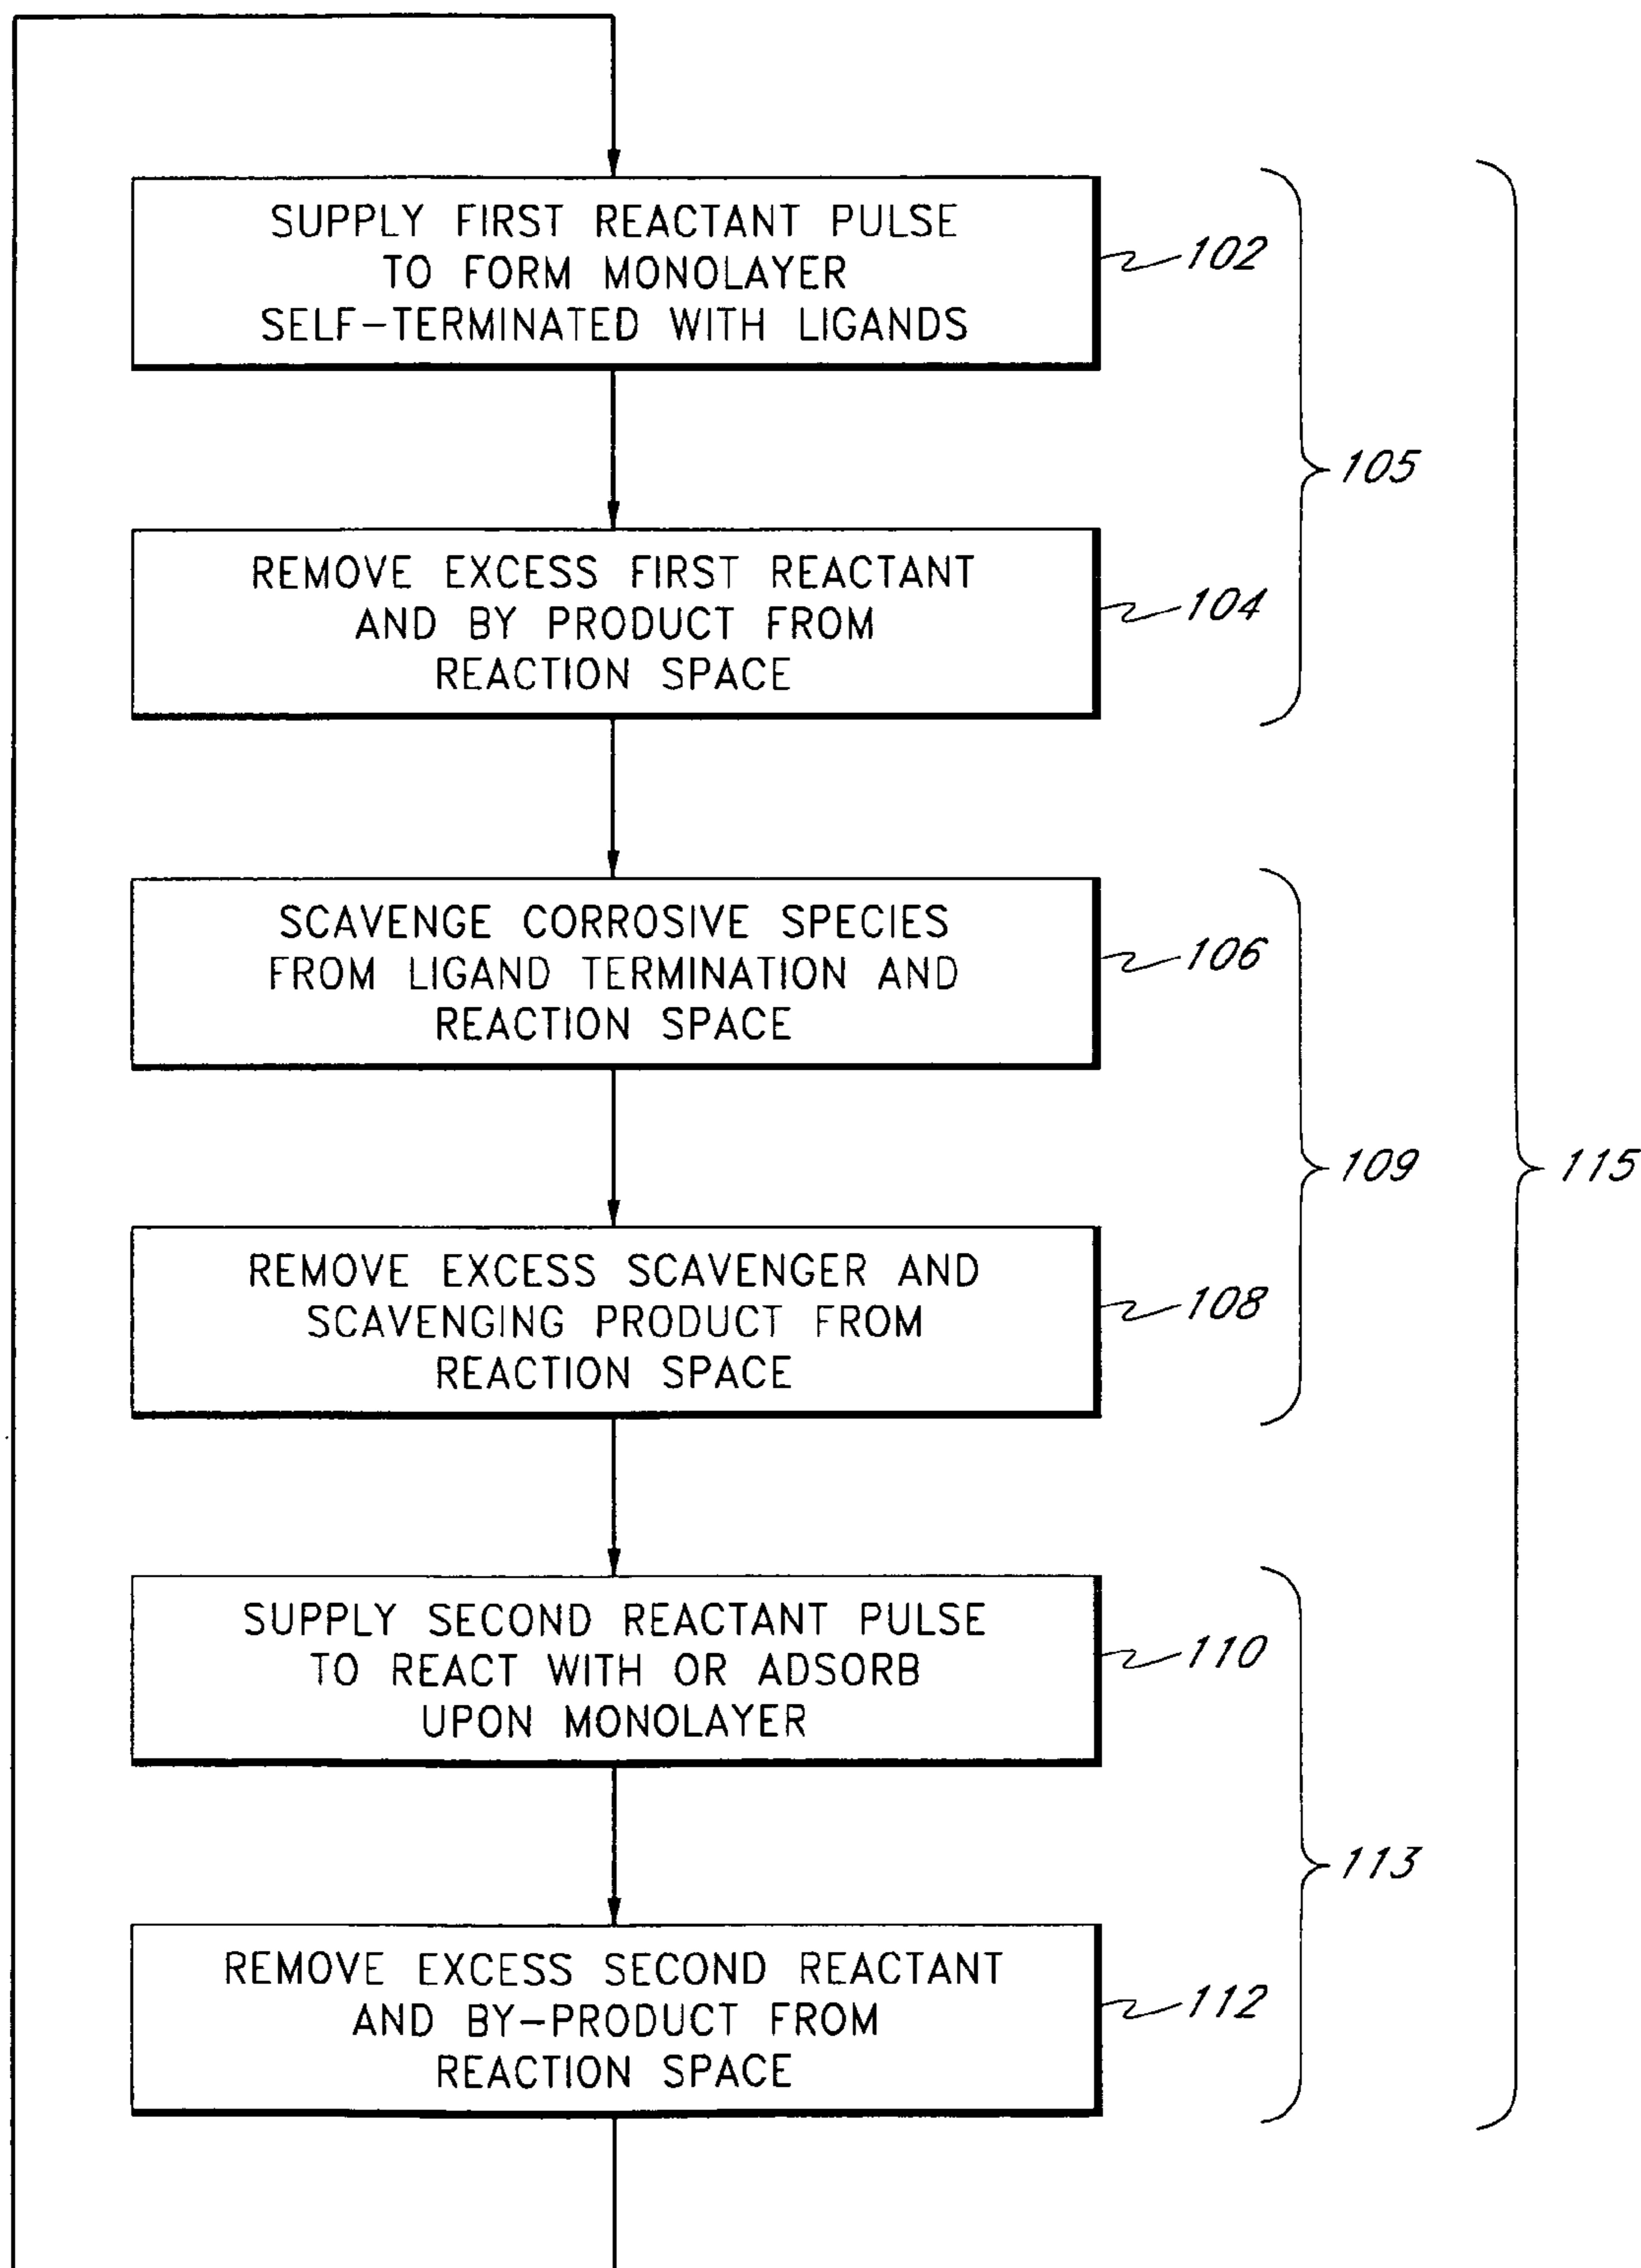 SUPPLY FIRST REACTANT PULSE
TO FORM MONOLAYER
SELF-TERMINATED WITH LIGANDS
102
105
REMOVE EXCESS FIRST REACTANT
AND BY PRODUCT FROM
REACTION SPACE
104
SCAVENGE CORROSIVE SPECIES
FROM LIGAND TERMINATION AND
REACTION SPACE
106
109
115
REMOVE EXCESS SCAVENGER AND
SCAVENGING PRODUCT FROM
REACTION SPACE
108
SUPPLY SECOND REACTANT PULSE
TO REACT WITH OR ADSORB
UPON MONOLAYER
110
113
REMOVE EXCESS SECOND REACTANT
AND BY-PRODUCT FROM
REACTION SPACE
112